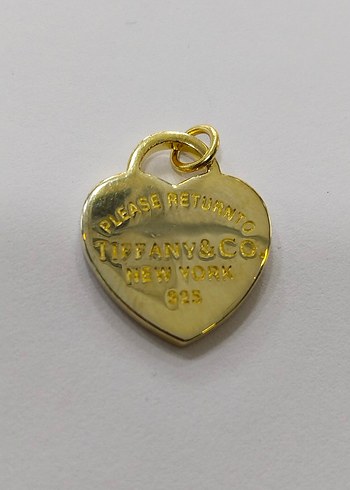 PLEASE RETURN TO
TIFFANY & CO
NEW YORK
925